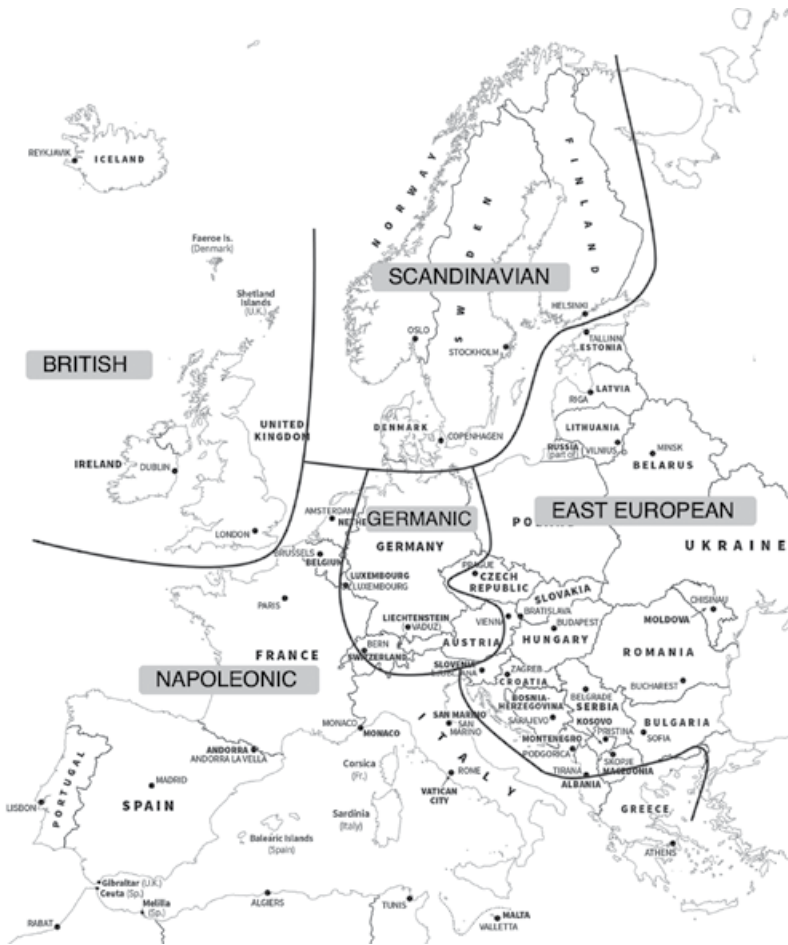 REYKJAVIK
ICELAND
Faeroe Is.
(Denmark)
Shetland
Islands
(U.K.)
NORWAY
SWEDEN
FINLAND
SCANDINAVIAN
HELSINKI
OSLO
STOCKHOLM
TALLINN
ESTONIA
BRITISH
RIGA
LATVIA
LITHUANIA
RUSSIA
(part of)
VILNIUS
MINSK
BELARUS
DENMARK
COPENHAGEN
UNITED
KINGDOM
IRELAND
DUBLIN
LONDON
AMSTERDAM
GERMANIC
GERMANY
EAST EUROPEAN
UKRAINE
BRUSSELS
BELGIUM
LUXEMBOURG
LUXEMBOURG
PARIS
FRANCE
PRAGUE
CZECH
REPUBLIC
SLOVAKIA
BRATISLAVA
VIENNA
BUDAPEST
HUNGARY
AUSTRIA
LIECHTENSTEIN
(VADUZ)
BERN
SWITZERLAND
CHISINAU
MOLDOVA
ROMANIA
BUCHAREST
NAPOLEONIC
SLOVENIA
LJUBLJANA
ZAGREB
CROATIA
BOSNIA-
HERZEGOVINA
SARAJEVO
BELGRADE
SERBIA
KOSOVO
PRISTINA
MONTENEGRO
PODGORICA
BULGARIA
SOFIA
SKOPJE
MACEDONIA
TIRANA
ALBANIA
GREECE
ATHENS
MONACO
MONACO
SAN MARINO
SAN
MARINO
ITALY
Corsica
(Fr.)
ROME
VATICAN
CITY
Sardinia
(Italy)
ANDORRA
ANDORRA LA VELLA
MADRID
SPAIN
PORTUGAL
LISBON
Balearic Islands
(Spain)
Gibraltar (U.K.)
Ceuta (Sp.)
Melilla
(Sp.)
RABAT
ALGIERS
TUNIS
MALTA
VALLETTA